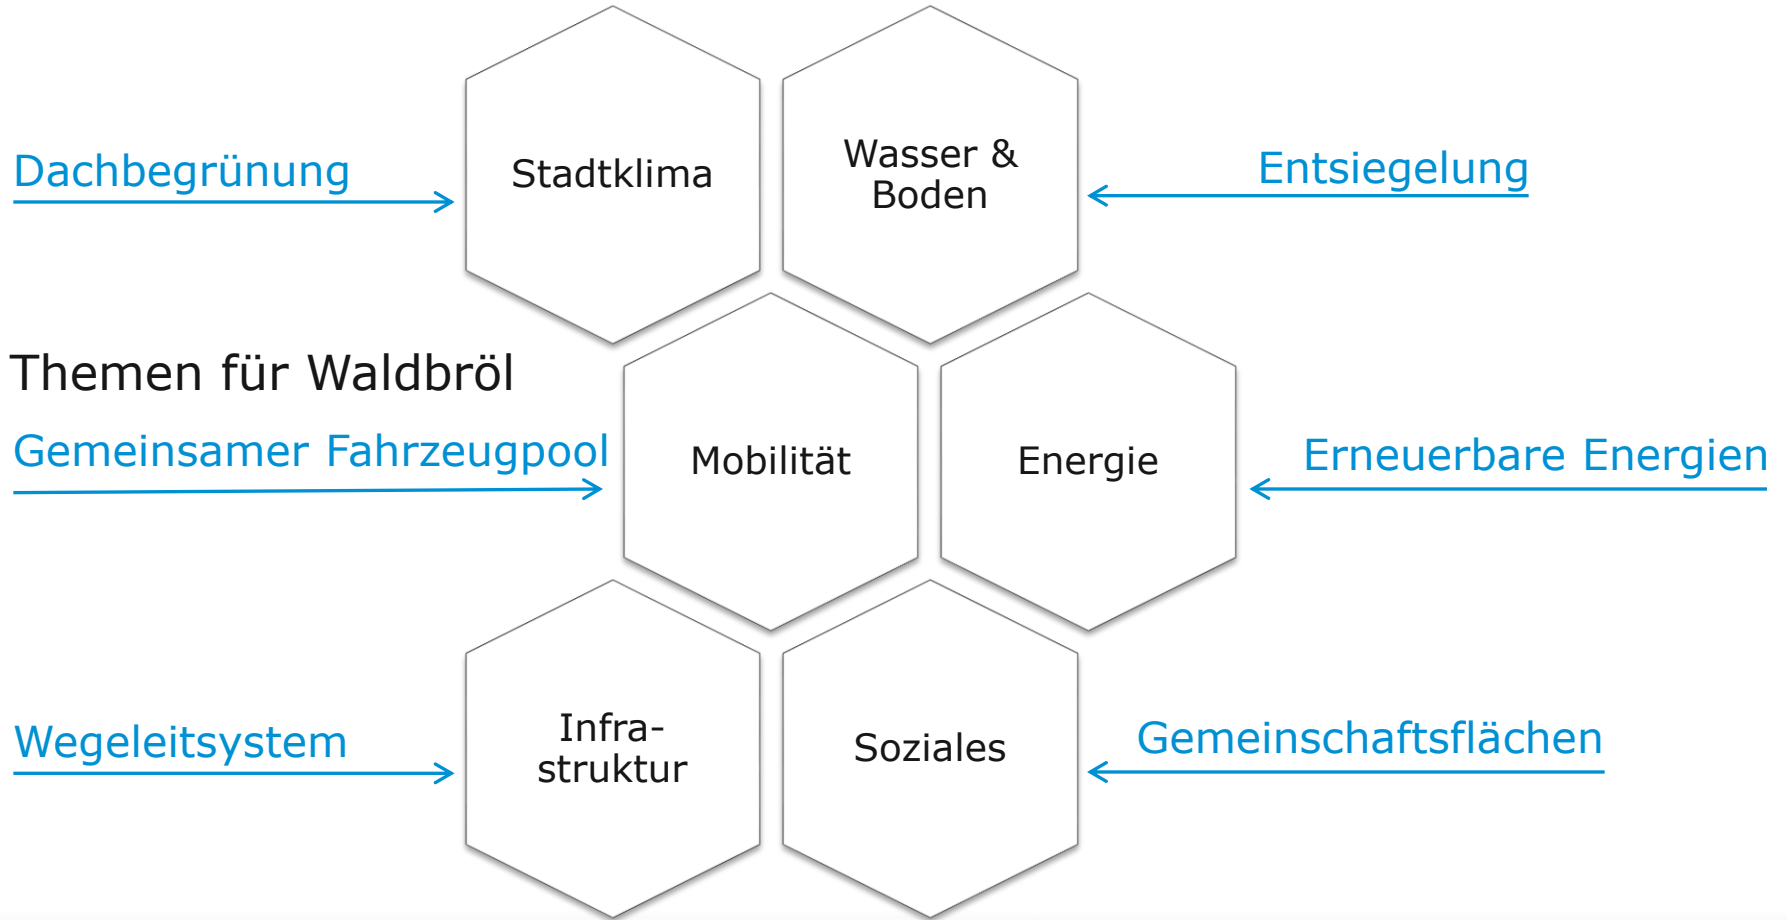 Dachbegrünung
Stadtklima
Wasser &
Boden
Entsiegelung
Themen für Waldbröl
Gemeinsamer Fahrzeugpool
Mobilität
Energie
Erneuerbare Energien
Wegeleitsystem
Infra-
struktur
Soziales
Gemeinschaftsflächen